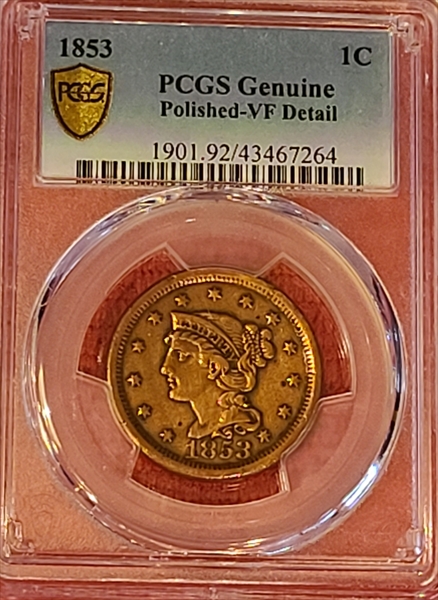 1853 1C
PCGS
PCGS Genuine
Polished-VF Detail
1901.92/43467264
1853